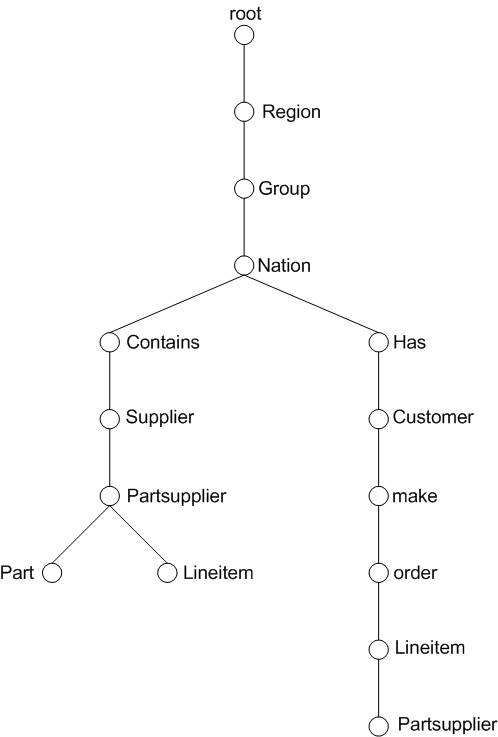 root
Region
Group
Nation
Contains
Has
Supplier
Customer
Partsupplier
make
Part
Lineitem
order
Lineitem
Partsupplier